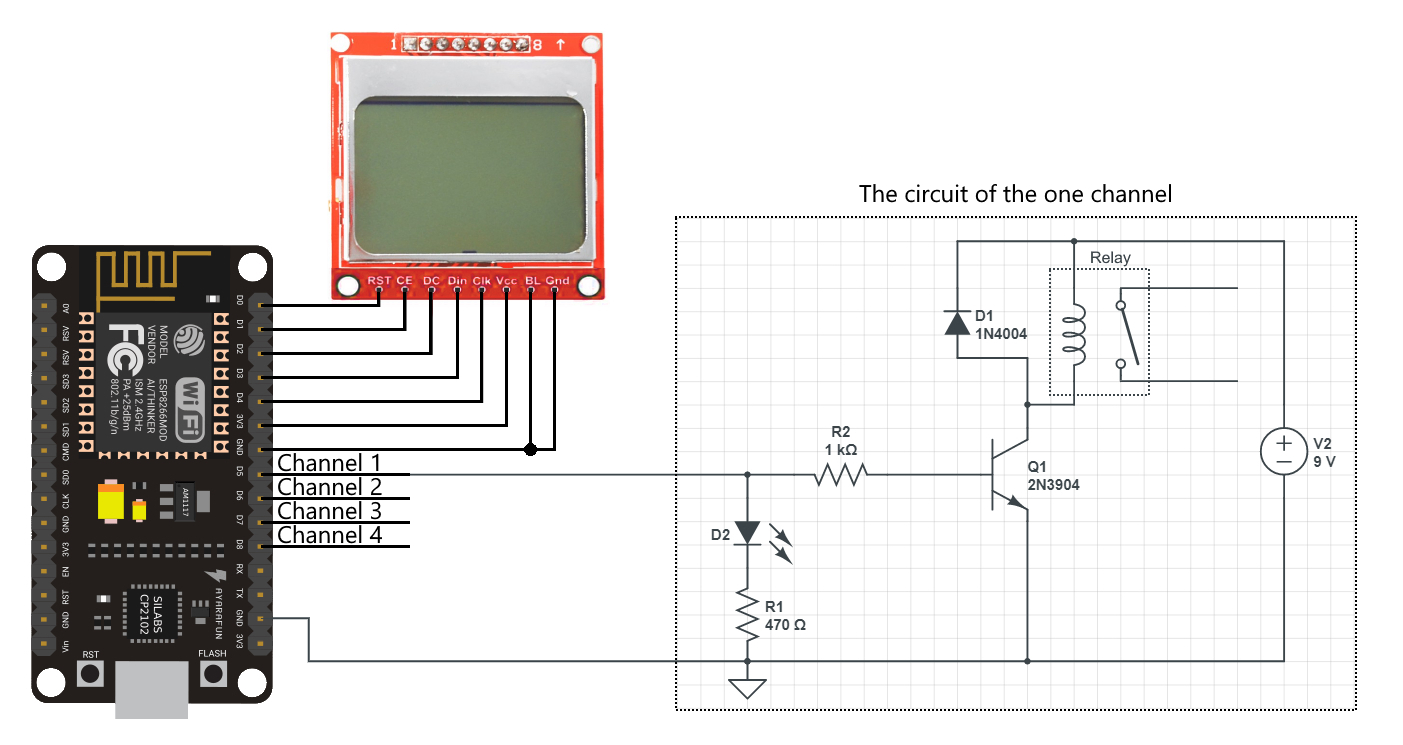 1 8 ↑
RST CE DC Din Clk Vcc BL Gnd
The circuit of the one channel
Relay
D1
1N4004
V2
9 V
R2
1 kΩ
Q1
2N3904
D2
R1
470 Ω
Channel 1
Channel 2
Channel 3
Channel 4
A0
RSV
RSV
SD3
SD2
SD1
CMD
SD0
CLK
GND
3V3
EN
RST
GND
Vin
D0
D1
D2
D3
D4
3V3
GND
D5
D6
D7
D8
RX
TX
GND
3V3
MODEL
VENDOR
ESP8266MOD
AI/THINKER
ISM 2.4GHz
PA +25dBm
802.11b/g/n
FC
WiFi
AM1117
SILABS
CP2102
AYARAFUN
RST
FLASH